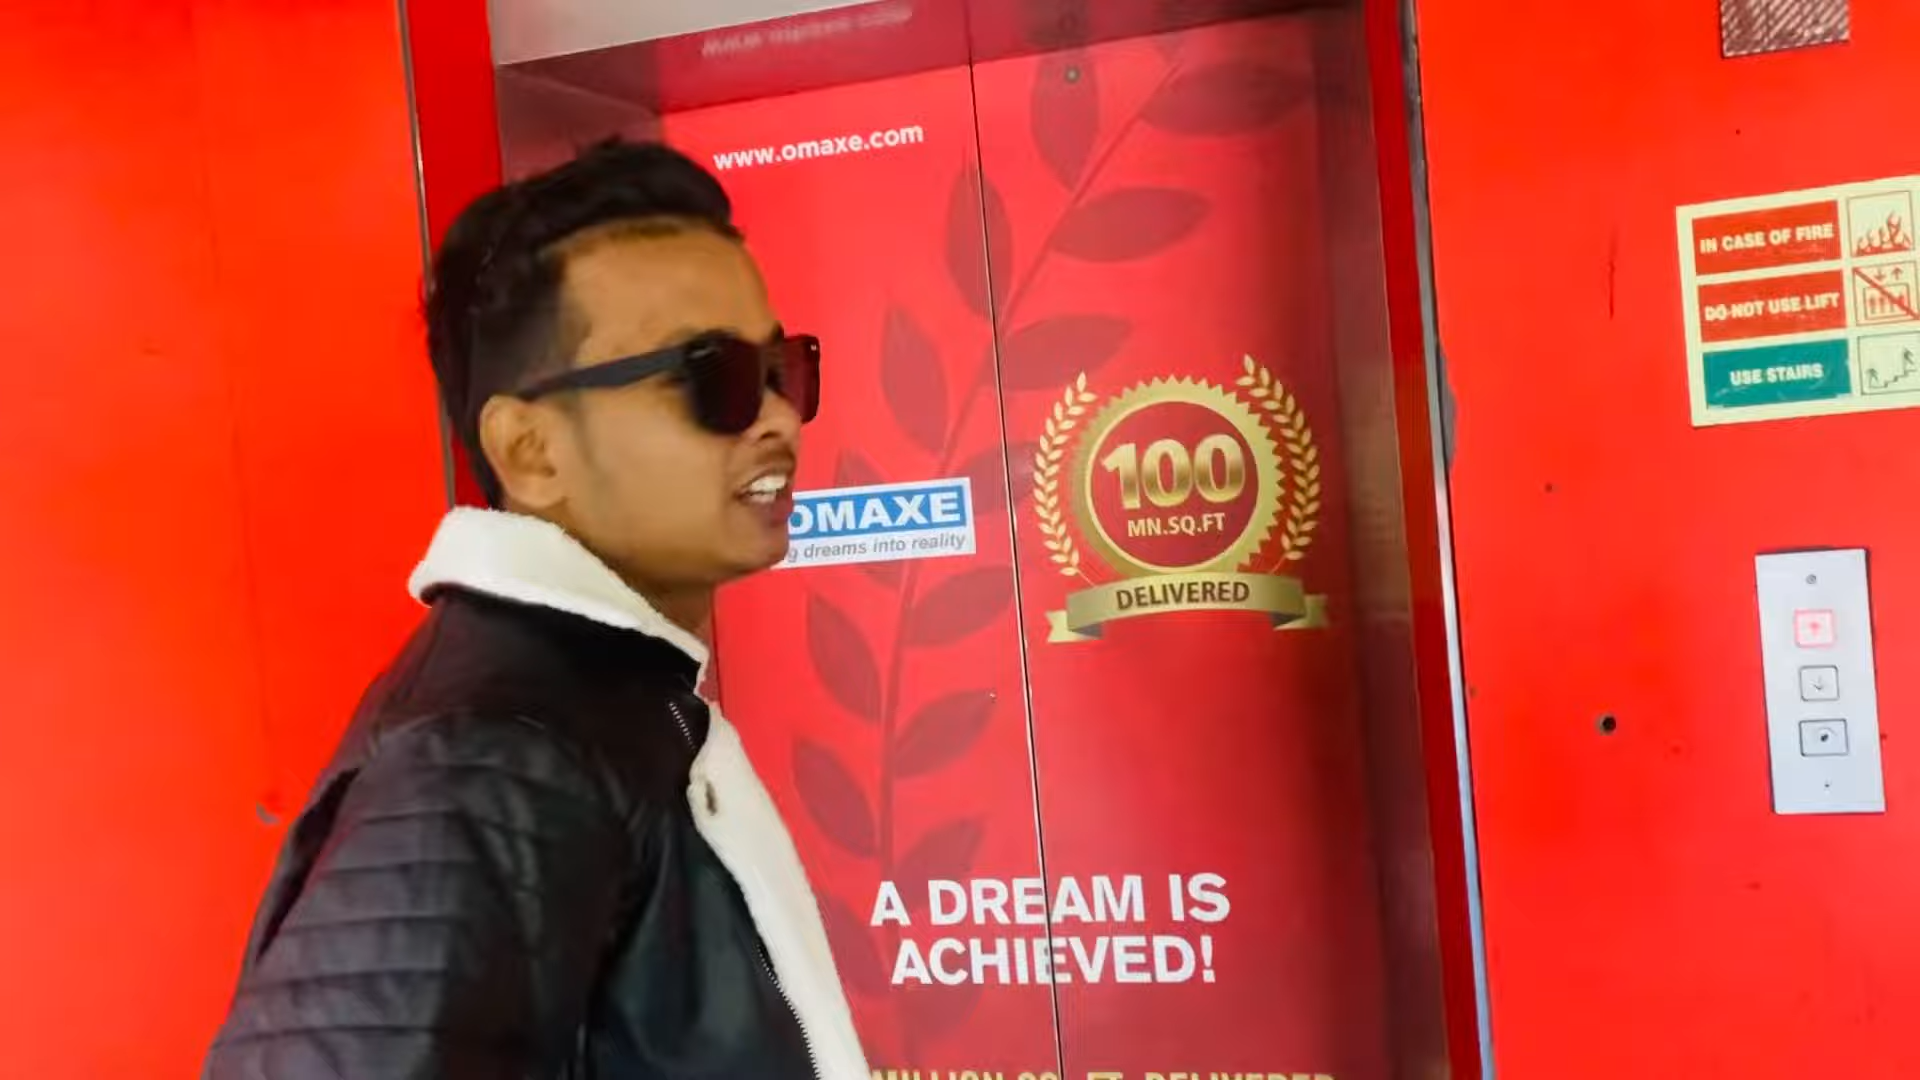 www.omaxe.com
IN CASE OF FIRE
DO NOT USE LIFT
USE STAIRS
100
MN.SQ.FT
DELIVERED
OMAXE
dreams into reality
A DREAM IS
ACHIEVED!
DELIVERED